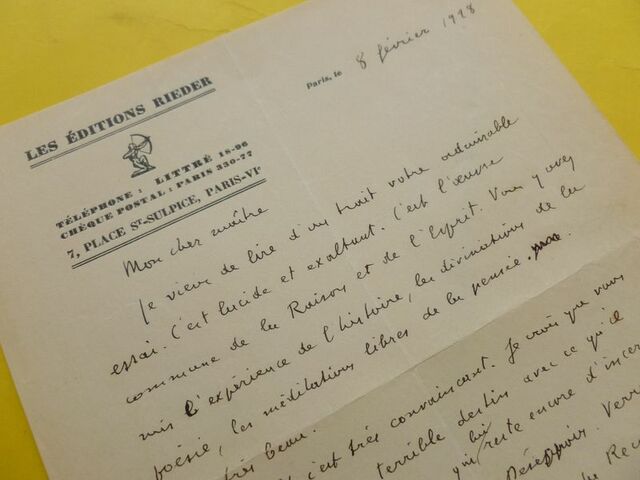 LES ÉDITIONS RIEDER
TÉLÉPHONE : LITTRÉ 18-96
CHÈQUE POSTAL : PARIS 330-77
7, PLACE ST-SULPICE, PARIS-VIe
Paris, le 8 février 1928
Mon cher maître
Je viens de lire d'un trait votre admirable
essai. C'est lucide et exaltant. C'est l'œuvre
commune de la Raison et de l'Esprit. Vous y avez
mis l'expérience de l'histoire, les divinations de la
poésie, les méditations libres de la pensée.
très beau.
c'est très convaincant. Je crois que vous
terrible destin avec ce qu'il
qui lui reste encore d'incer
Désespoir. Verr